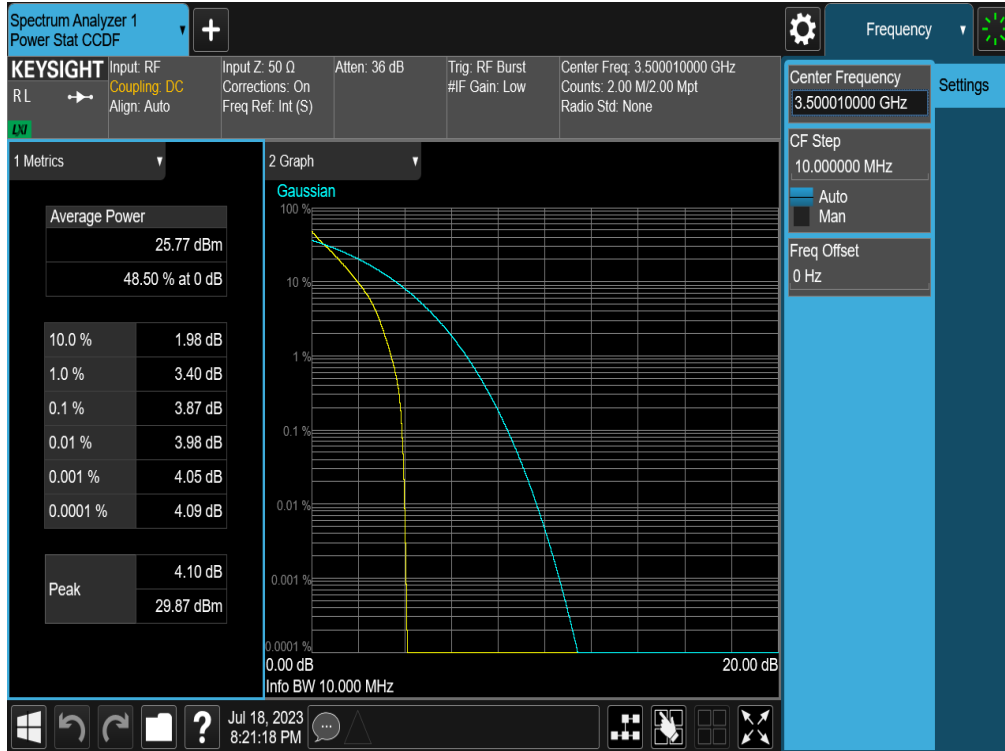 Spectrum Analyzer 1
Power Stat CCDF
+
Frequency
KEYSIGHT
RL
LXI
Input: RF
Coupling: DC
Align: Auto
Input Z: 50 Ω
Corrections: On
Freq Ref: Int (S)
Atten: 36 dB
Trig: RF Burst
#IF Gain: Low
Center Freq: 3.500010000 GHz
Counts: 2.00 M/2.00 Mpt
Radio Std: None
Center Frequency
3.500010000 GHz
Settings
CF Step
10.000000 MHz
Auto
Man
Freq Offset
0 Hz
1 Metrics
Average Power
25.77 dBm
48.50 % at 0 dB
10.0 % 1.98 dB
1.0 % 3.40 dB
0.1 % 3.87 dB
0.01 % 3.98 dB
0.001 % 4.05 dB
0.0001 % 4.09 dB
Peak
4.10 dB
29.87 dBm
2 Graph
Gaussian
100 %
10 %
1 %
0.1 %
0.01 %
0.001 %
0.0001 %
0.00 dB 20.00 dB
Info BW 10.000 MHz
?
Jul 18, 2023
8:21:18 PM